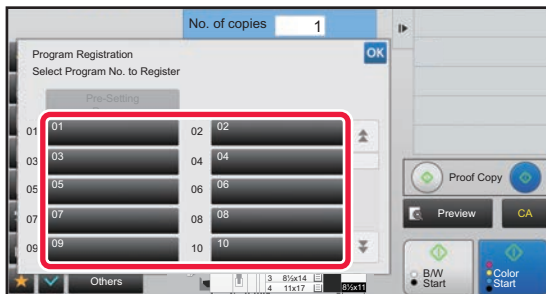 No. of copies 1
Program Registration
OK
Select Program No. to Register
Pre-Setting
01 01 02 02
03 03 04 04
05 05 06 06
07 07 08 08
09 09 10 10
Proof Copy
Preview CA
Others
3 8½x14
4 11x17
8½x11
B/W
Start
Color
Start